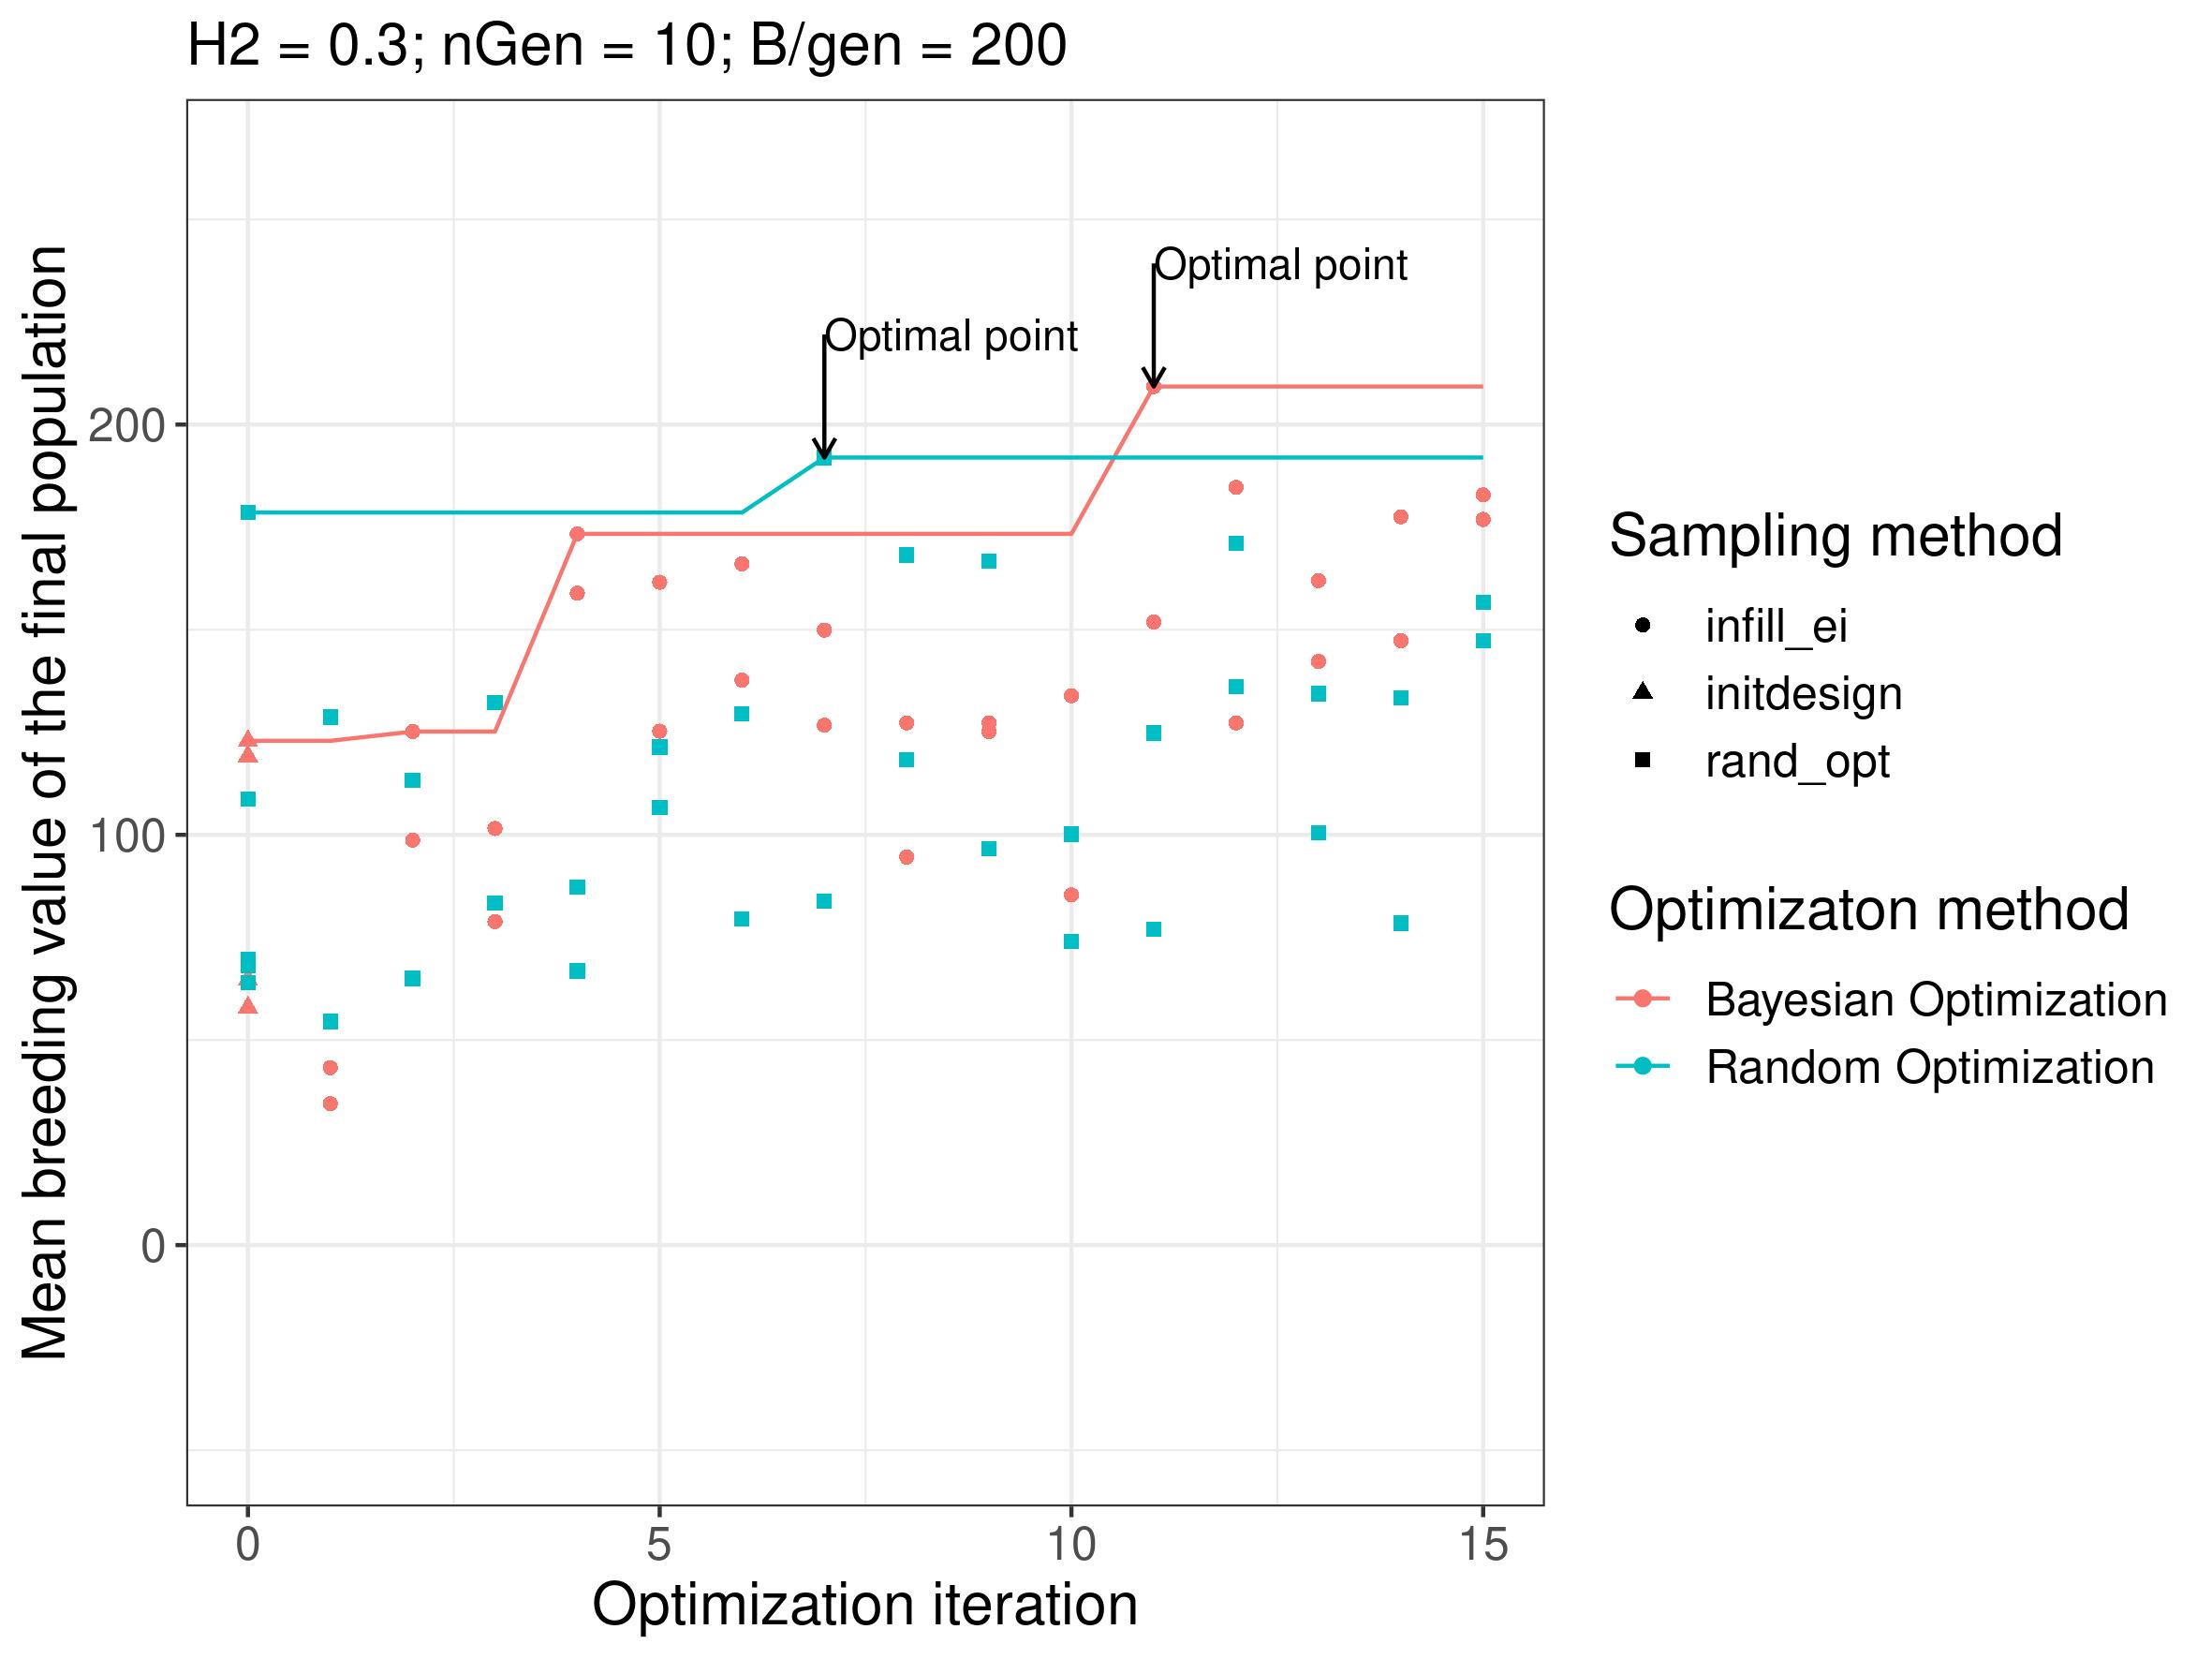 H2 = 0.3; nGen = 10; B/gen = 200
Mean breeding value of the final population
200
100
0
Optimal point
Optimal point
0
5
10
15
Optimization iteration
Sampling method
infill_ei
initdesign
rand_opt
Optimizaton method
Bayesian Optimization
Random Optimization